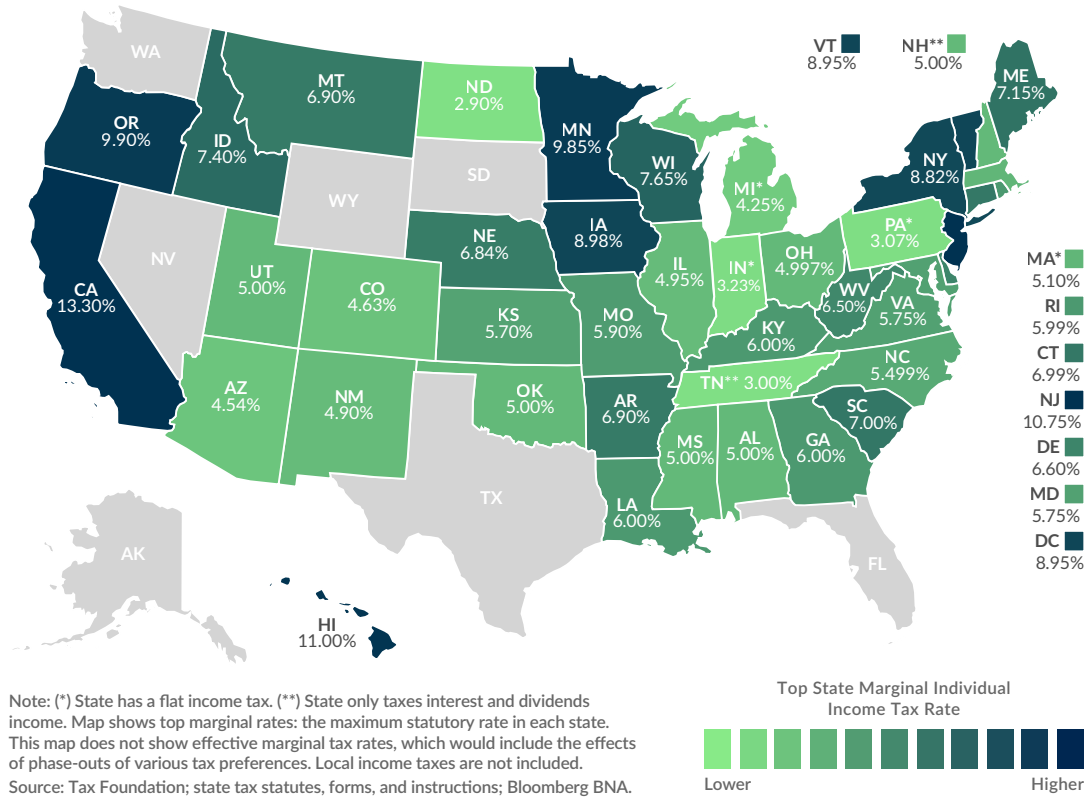 WA
VT
8.95%
NH**
5.00%
MT
6.90%
ND
2.90%
ME
7.15%
OR
9.90%
ID
7.40%
MN
9.85%
WI
7.65%
NY
8.82%
SD
MI*
4.25%
WY
IA
8.98%
PA*
3.07%
NE
6.84%
NV
UT
5.00%
CO
4.63%
IL
4.95%
IN*
3.23%
OH
4.997%
WV
6.50%
VA
5.75%
CA
13.30%
KS
5.70%
MO
5.90%
KY
6.00%
NC
5.499%
AZ
4.54%
NM
4.90%
OK
5.00%
AR
6.90%
TN** 3.00%
SC
7.00%
MS
5.00%
AL
5.00%
GA
6.00%
TX
LA
6.00%
FL
AK
HI
11.00%
MA*
5.10%
RI
5.99%
CT
6.99%
NJ
10.75%
DE
6.60%
MD
5.75%
DC
8.95%
Note: (*) State has a flat income tax. (**) State only taxes interest and dividends
income. Map shows top marginal rates: the maximum statutory rate in each state.
This map does not show effective marginal tax rates, which would include the effects
of phase-outs of various tax preferences. Local income taxes are not included.
Source: Tax Foundation; state tax statutes, forms, and instructions; Bloomberg BNA.
Top State Marginal Individual
Income Tax Rate
Lower
Higher